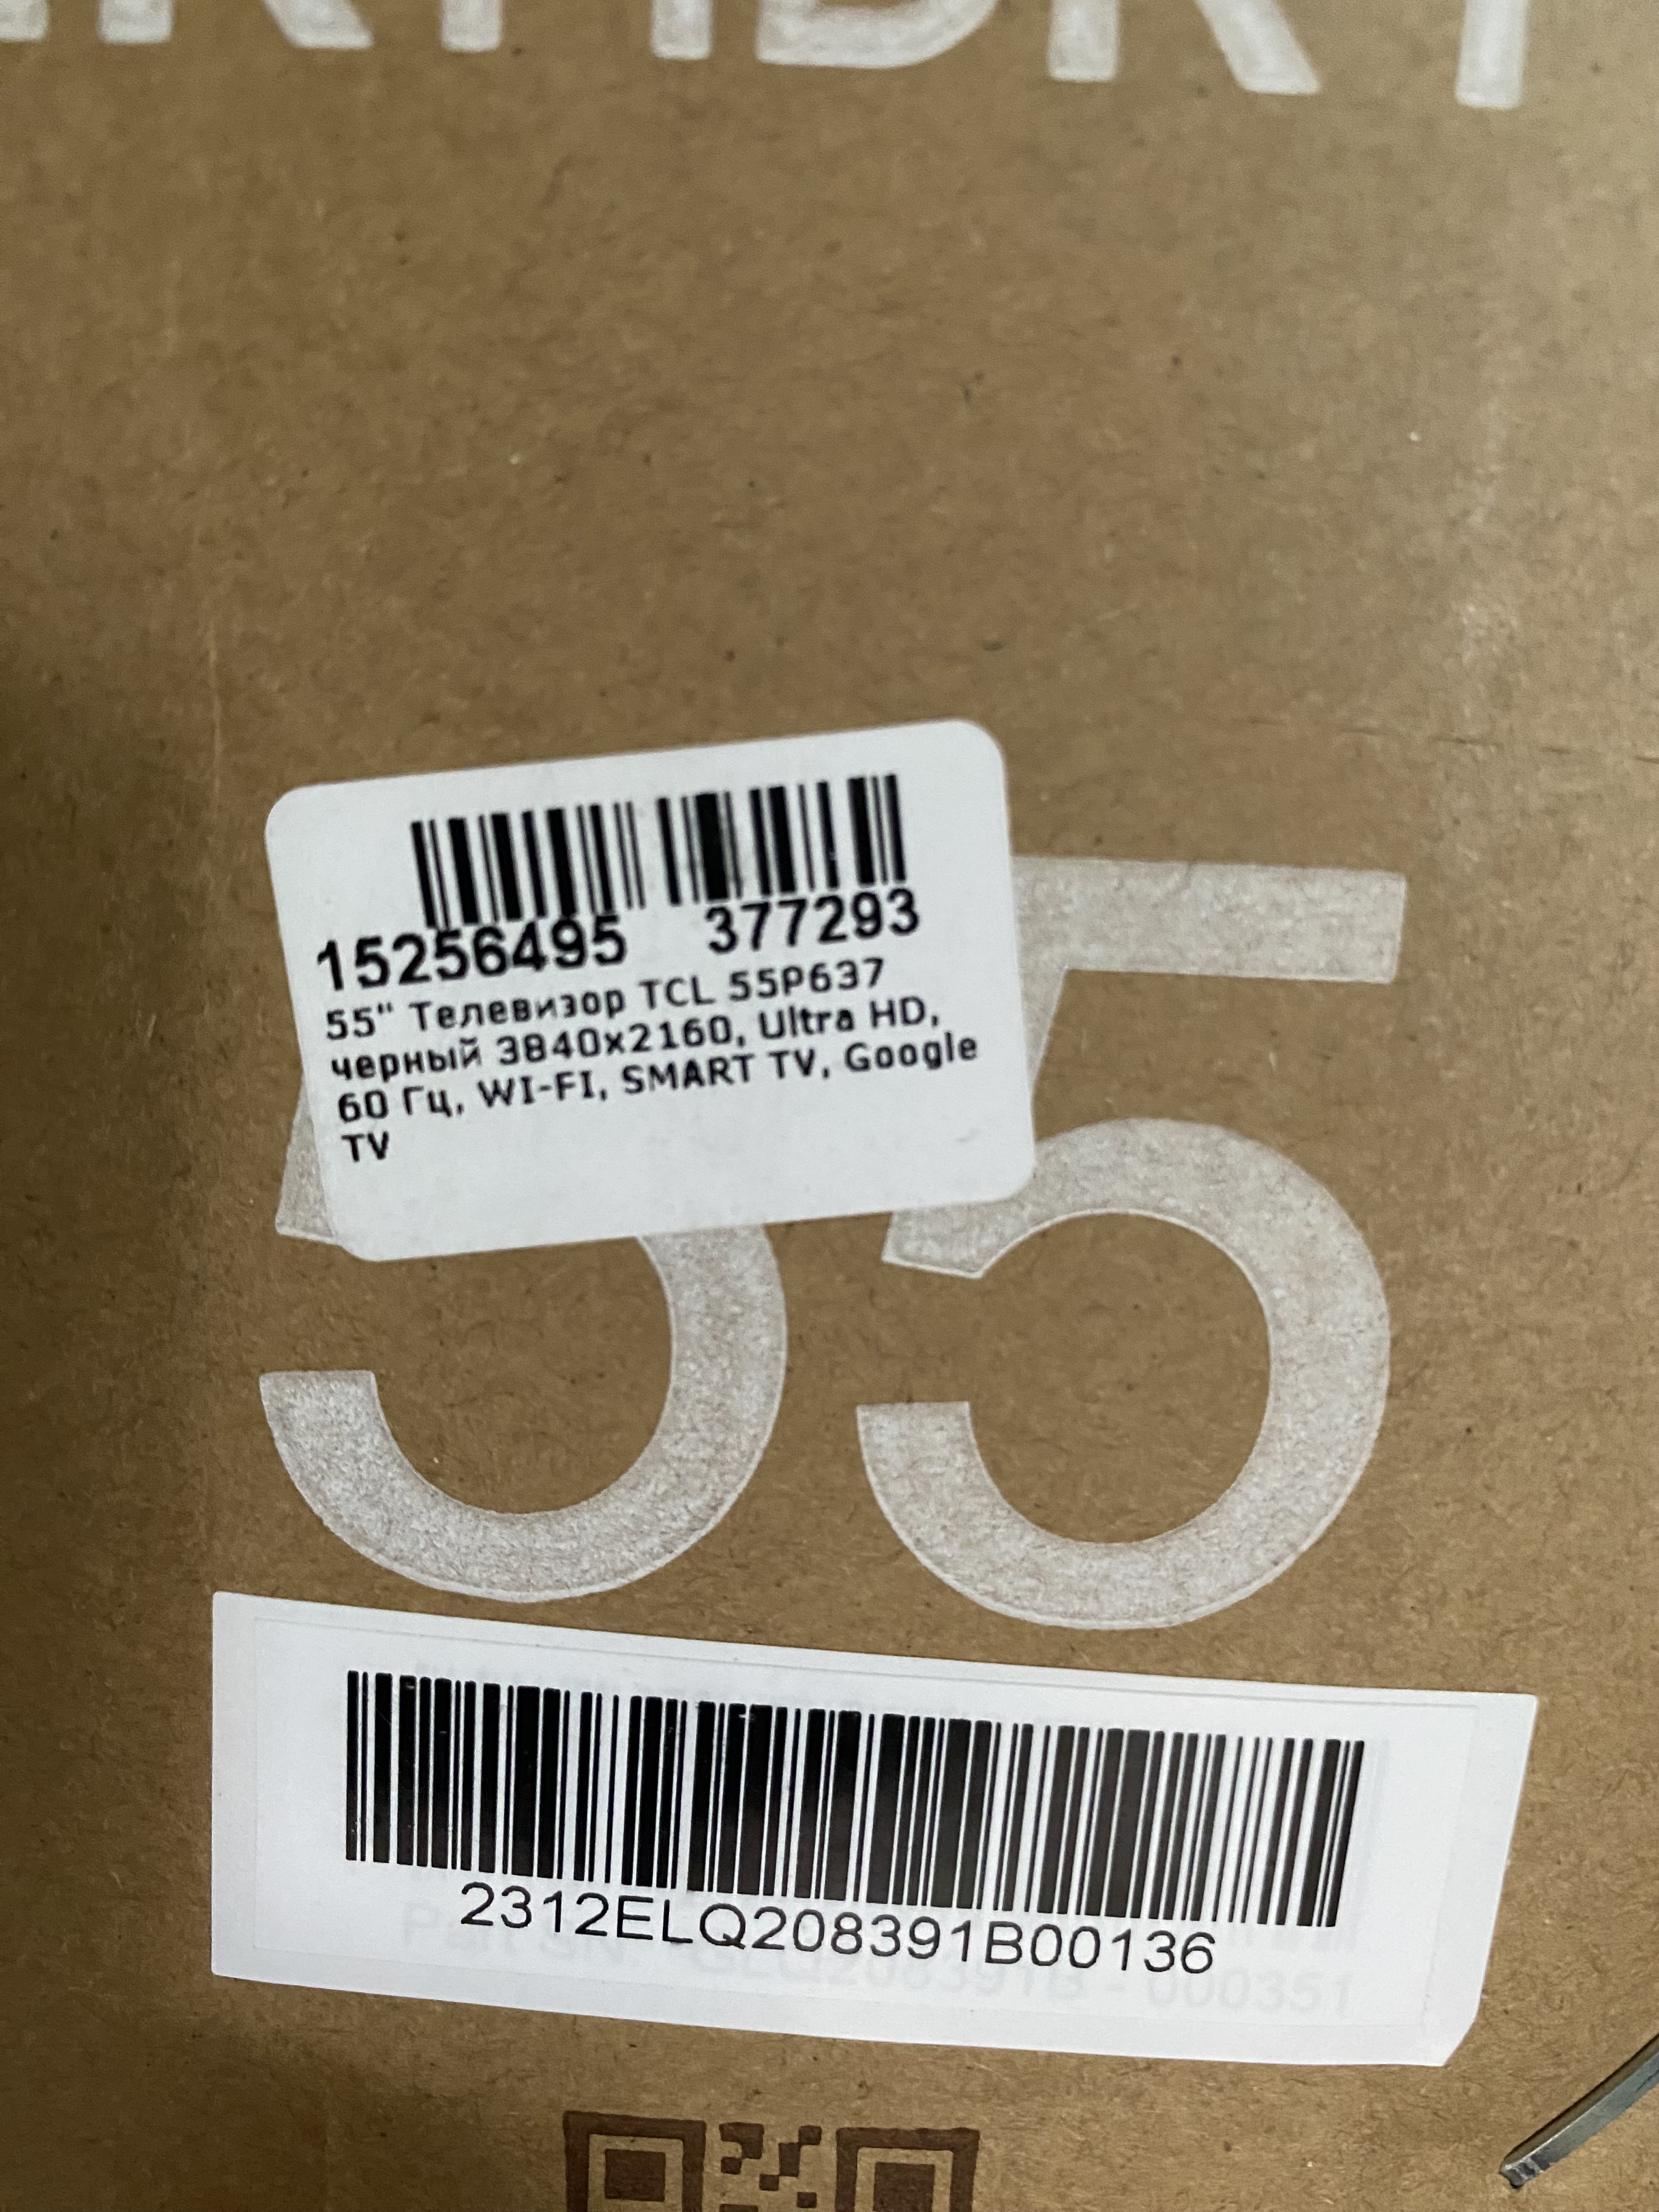 15256495 377293
55" Телевизор TCL 55P637
черный 3840x2160, Ultra HD,
60 Гц, WI-FI, SMART TV, Google
TV
55
2312ELQ208391B00136